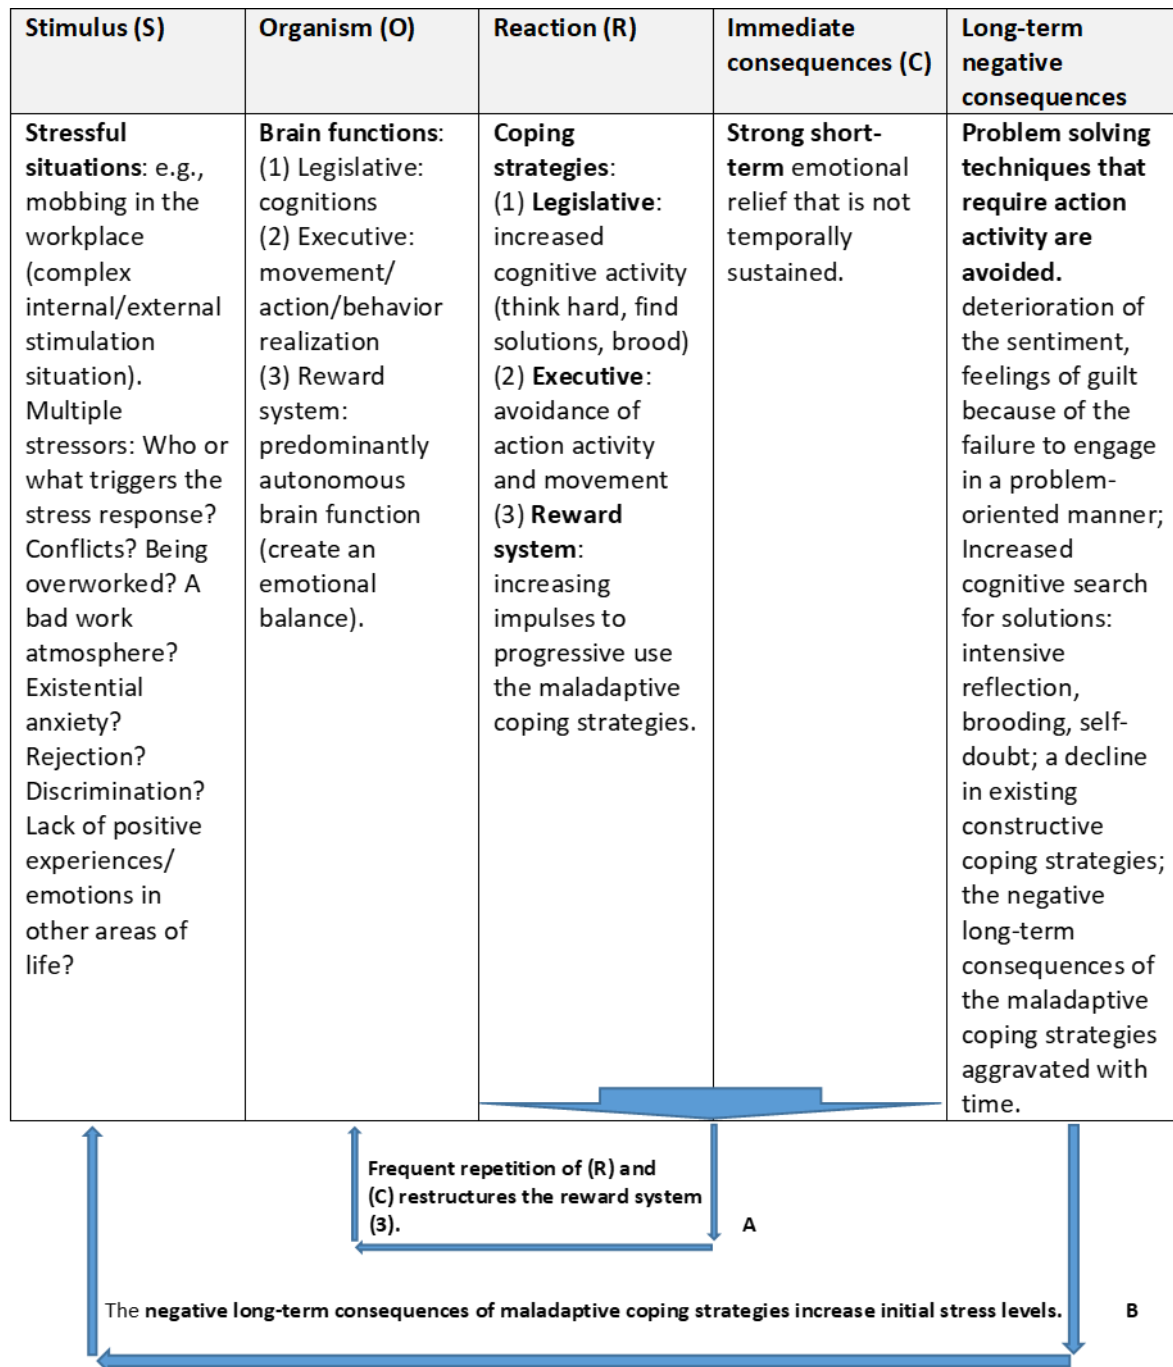 Stimulus (S)
Organism (O)
Reaction (R)
Immediate
consequences (C)
Long-term
negative
consequences
Stressful
situations: e.g.,
mobbing in the
workplace
(complex
internal/external
stimulation
situation).
Multiple
stressors: Who or
what triggers the
stress response?
Conflicts? Being
overworked? A
bad work
atmosphere?
Existential
anxiety?
Rejection?
Discrimination?
Lack of positive
experiences/
emotions in
other areas of
life?
Brain functions:
(1) Legislative:
cognitions
(2) Executive:
movement/
action/behavior
realization
(3) Reward
system:
predominantly
autonomous
brain function
(create an
emotional
balance).
Coping
strategies:
(1) Legislative:
increased
cognitive activity
(think hard, find
solutions, brood)
(2) Executive:
avoidance of
action activity
and movement
(3) Reward
system:
increasing
impulses to
progressive use
the maladaptive
coping strategies.
Strong short-
term emotional
relief that is not
temporally
sustained.
Problem solving
techniques that
require action
activity are
avoided.
deterioration of
the sentiment,
feelings of guilt
because of the
failure to engage
in a problem-
oriented manner;
Increased
cognitive search
for solutions:
intensive
reflection,
brooding, self-
doubt; a decline
in existing
constructive
coping strategies;
the negative
long-term
consequences of
the maladaptive
coping strategies
aggravated with
time.
Frequent repetition of (R) and
(C) restructures the reward system
(3).
A
The negative long-term consequences of maladaptive coping strategies increase initial stress levels.
B